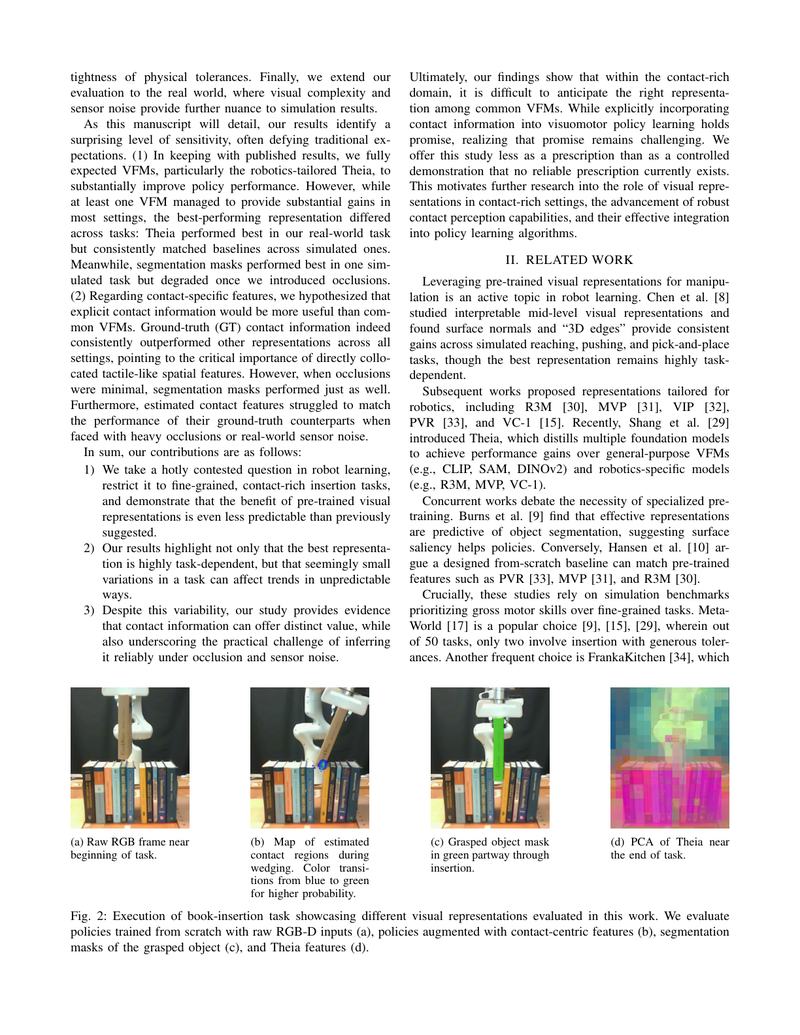 tightness of physical tolerances. Finally, we extend our
evaluation to the real world, where visual complexity and
sensor noise provide further nuance to simulation results.
As this manuscript will detail, our results identify a
surprising level of sensitivity, often defying traditional ex-
pectations. (1) In keeping with published results, we fully
expected VFMs, particularly the robotics-tailored Theia, to
substantially improve policy performance. However, while
at least one VFM managed to provide substantial gains in
most settings, the best-performing representation differed
across tasks: Theia performed best in our real-world task
but consistently matched baselines across simulated ones.
Meanwhile, segmentation masks performed best in one sim-
ulated task but degraded once we introduced occlusions.
(2) Regarding contact-specific features, we hypothesized that
explicit contact information would be more useful than com-
mon VFMs. Ground-truth (GT) contact information indeed
consistently outperformed other representations across all
settings, pointing to the critical importance of directly collo-
cated tactile-like spatial features. However, when occlusions
were minimal, segmentation masks performed just as well.
Furthermore, estimated contact features struggled to match
the performance of their ground-truth counterparts when
faced with heavy occlusions or real-world sensor noise.
In sum, our contributions are as follows:
1) We take a hotly contested question in robot learning,
restrict it to fine-grained, contact-rich insertion tasks,
and demonstrate that the benefit of pre-trained visual
representations is even less predictable than previously
suggested.
2) Our results highlight not only that the best representa-
tion is highly task-dependent, but that seemingly small
variations in a task can affect trends in unpredictable
ways.
3) Despite this variability, our study provides evidence
that contact information can offer distinct value, while
also underscoring the practical challenge of inferring
it reliably under occlusion and sensor noise.
Ultimately, our findings show that within the contact-rich
domain, it is difficult to anticipate the right representa-
tion among common VFMs. While explicitly incorporating
contact information into visuomotor policy learning holds
promise, realizing that promise remains challenging. We
offer this study less as a prescription than as a controlled
demonstration that no reliable prescription currently exists.
This motivates further research into the role of visual repre-
sentations in contact-rich settings, the advancement of robust
contact perception capabilities, and their effective integration
into policy learning algorithms.
II. RELATED WORK
Leveraging pre-trained visual representations for manipu-
lation is an active topic in robot learning. Chen et al. [8]
studied interpretable mid-level visual representations and
found surface normals and “3D edges” provide consistent
gains across simulated reaching, pushing, and pick-and-place
tasks, though the best representation remains highly task-
dependent.
Subsequent works proposed representations tailored for
robotics, including R3M [30], MVP [31], VIP [32],
PVR [33], and VC-1 [15]. Recently, Shang et al. [29]
introduced Theia, which distills multiple foundation models
to achieve performance gains over general-purpose VFMs
(e.g., CLIP, SAM, DINOv2) and robotics-specific models
(e.g., R3M, MVP, VC-1).
Concurrent works debate the necessity of specialized pre-
training. Burns et al. [9] find that effective representations
are predictive of object segmentation, suggesting surface
saliency helps policies. Conversely, Hansen et al. [10] ar-
gue a designed from-scratch baseline can match pre-trained
features such as PVR [33], MVP [31], and R3M [30].
Crucially, these studies rely on simulation benchmarks
prioritizing gross motor skills over fine-grained tasks. Meta-
World [17] is a popular choice [9], [15], [29], wherein out
of 50 tasks, only two involve insertion with generous toler-
ances. Another frequent choice is FrankaKitchen [34], which
(a) Raw RGB frame near
beginning of task.
(b) Map of estimated
contact regions during
wedging. Color transi-
tions from blue to green
for higher probability.
(c) Grasped object mask
in green partway through
insertion.
(d) PCA of Theia near
the end of task.
Fig. 2: Execution of book-insertion task showcasing different visual representations evaluated in this work. We evaluate
policies trained from scratch with raw RGB-D inputs (a), policies augmented with contact-centric features (b), segmentation
masks of the grasped object (c), and Theia features (d).